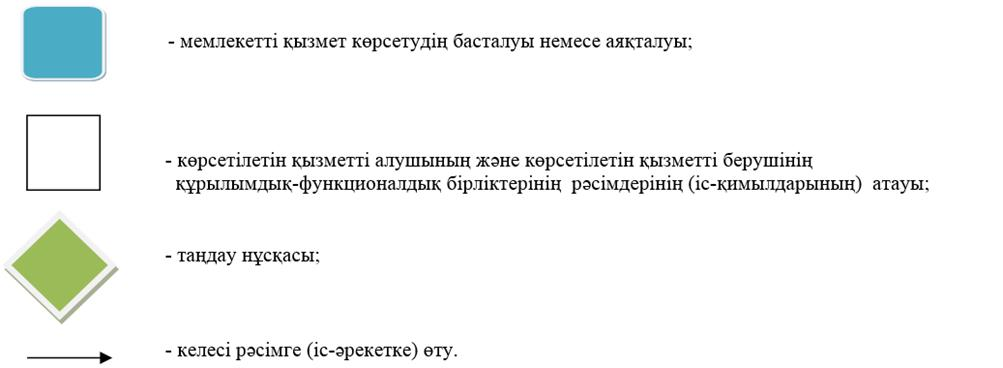 - мемлекетті қызмет көрсетудің басталуы немесе аяқталуы;
- көрсетілетін қызметті алушының және көрсетілетін қызметті берушінің
құрылымдық-функционалдық бірліктерінің рәсімдерінің (іс-қимылдарының) атауы;
- таңдау нұсқасы;
- келесі рәсімге (іс-әрекетке) өту.